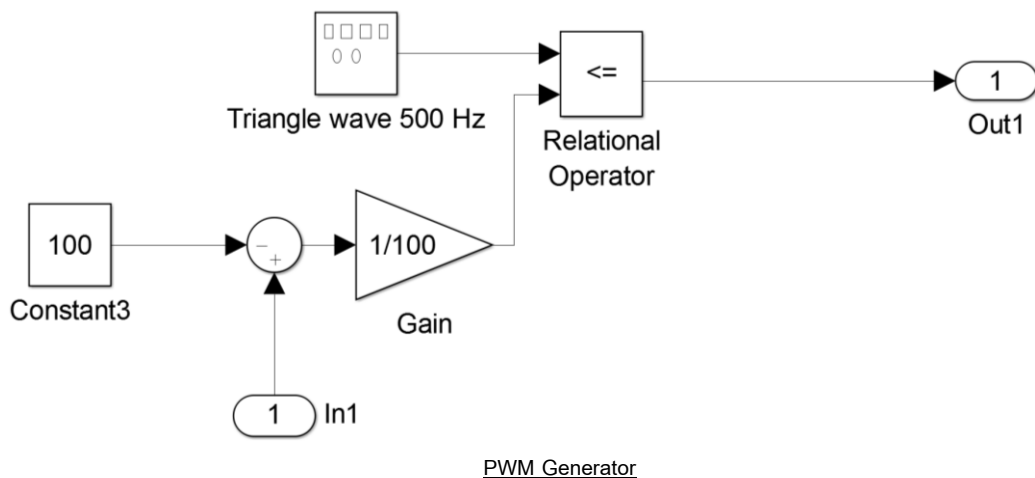 Triangle wave 500 Hz
<=
Relational
Operator
1
Out1
100
Constant3
−
+
1/100
Gain
1
In1
PWM Generator